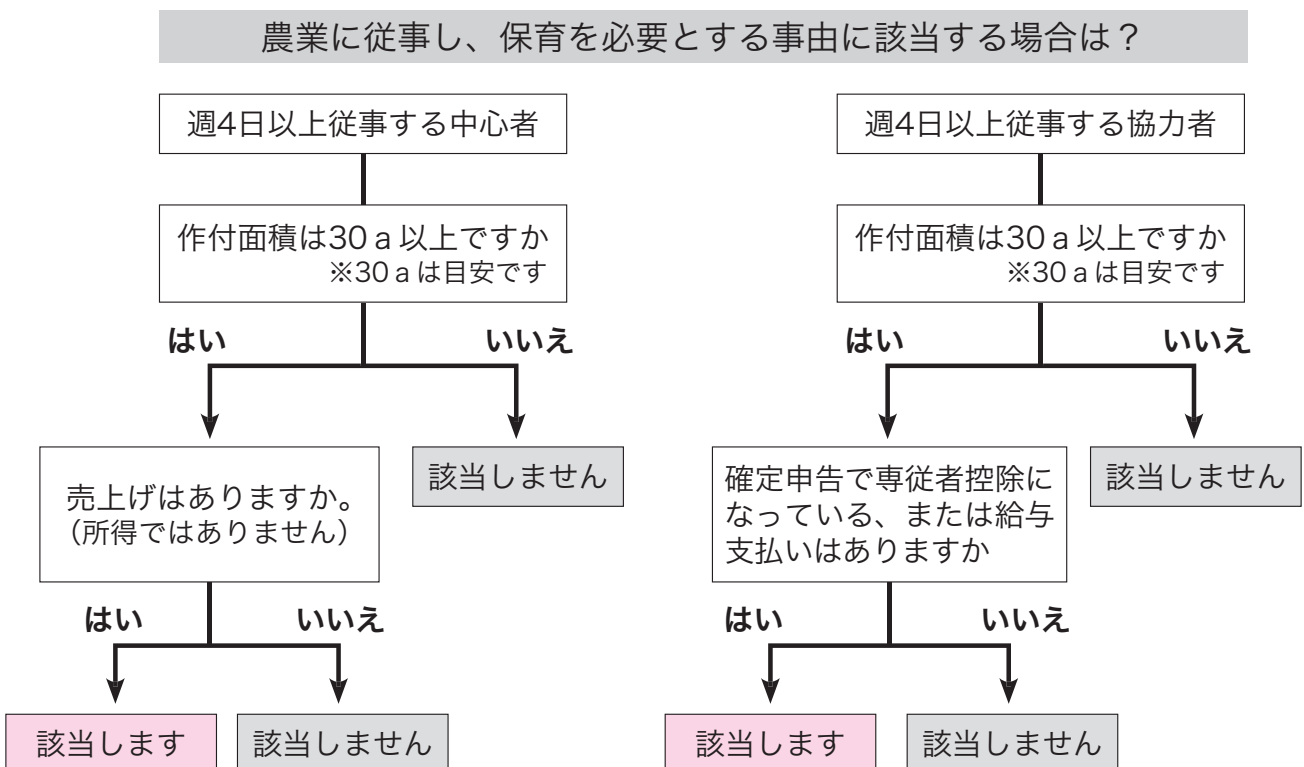 農業に従事し、保育を必要とする事由に該当する場合は？
週4日以上従事する中心者
作付面積は30ａ以上ですか
※30ａは目安です
はい
いいえ
売上げはありますか。
（所得ではありません）
該当しません
はい
いいえ
該当します
該当しません
週4日以上従事する協力者
作付面積は30ａ以上ですか
※30ａは目安です
はい
いいえ
確定申告で専従者控除に
なっている、または給与
支払いはありますか
該当しません
はい
いいえ
該当します
該当しません